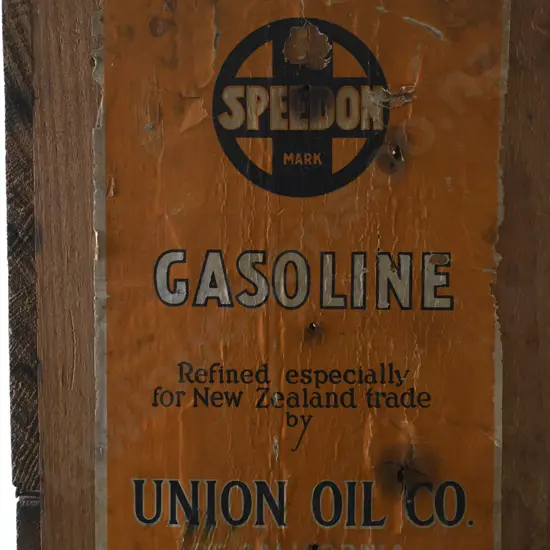 SPEEDON
MARK
GASOLINE
Refined especially
for New Zealand trade
by
UNION OIL CO.